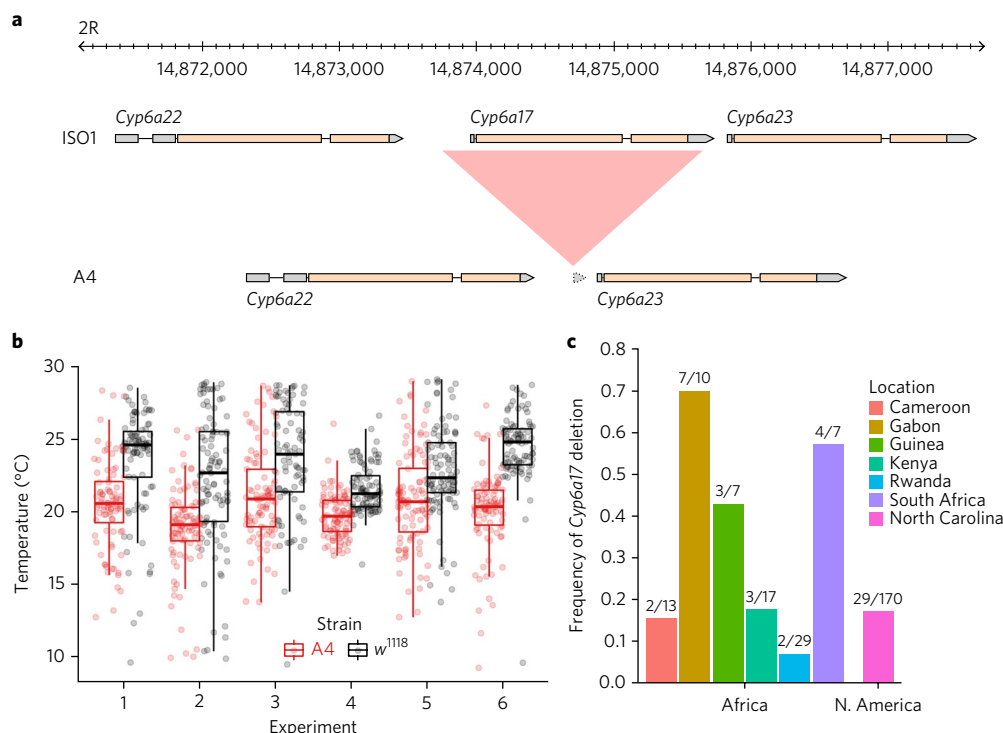 a
2R
14,872,000 14,873,000 14,874,000 14,875,000 14,876,000 14,877,000
Cyp6a22 Cyp6a17 Cyp6a23
ISO1
A4
Cyp6a22 Cyp6a23
b
Temperature (°C)
30
25
20
15
10
Strain
A4 w1118
1 2 3 4 5 6
Experiment
c
Frequency of Cyp6a17 deletion
0.8
0.7
0.6
0.5
0.4
0.3
0.2
0.1
0.0
2/13
7/10
3/7
3/17
2/29
4/7
29/170
Location
Cameroon
Gabon
Guinea
Kenya
Rwanda
South Africa
North Carolina
Africa N. America